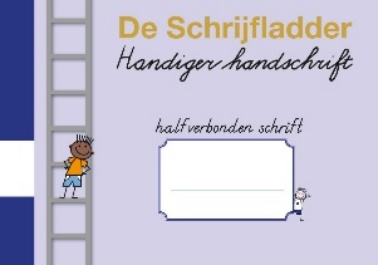 De Schrijfladder
Handiger handschrift
halfverbonden schrift